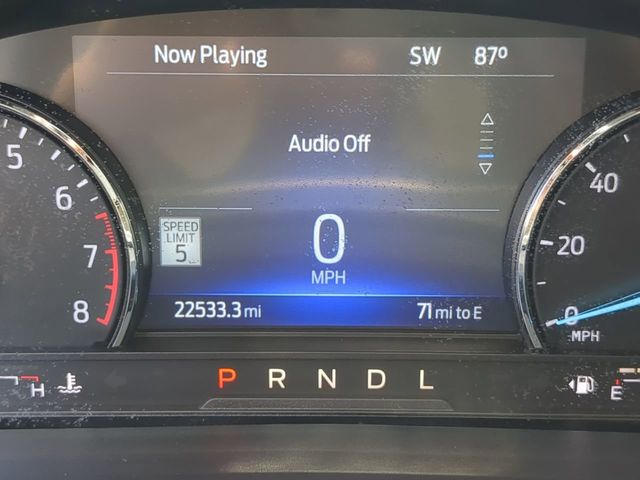 Now Playing SW 87º
Audio Off
5
6
7
8
SPEED
LIMIT
5
0
MPH
40
20
0
MPH
22533.3 mi 71 mi to E
H P R N D L E